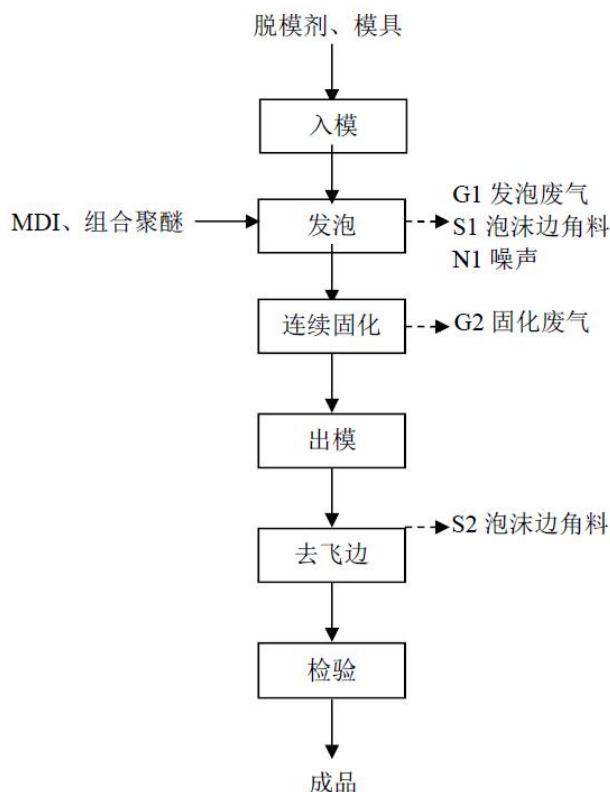 脱模剂、模具
入模
MDI、组合聚醚
发泡
G1 发泡废气
S1 泡沫边角料
N1 噪声
连续固化
G2 固化废气
出模
S2 泡沫边角料
去飞边
检验
成品